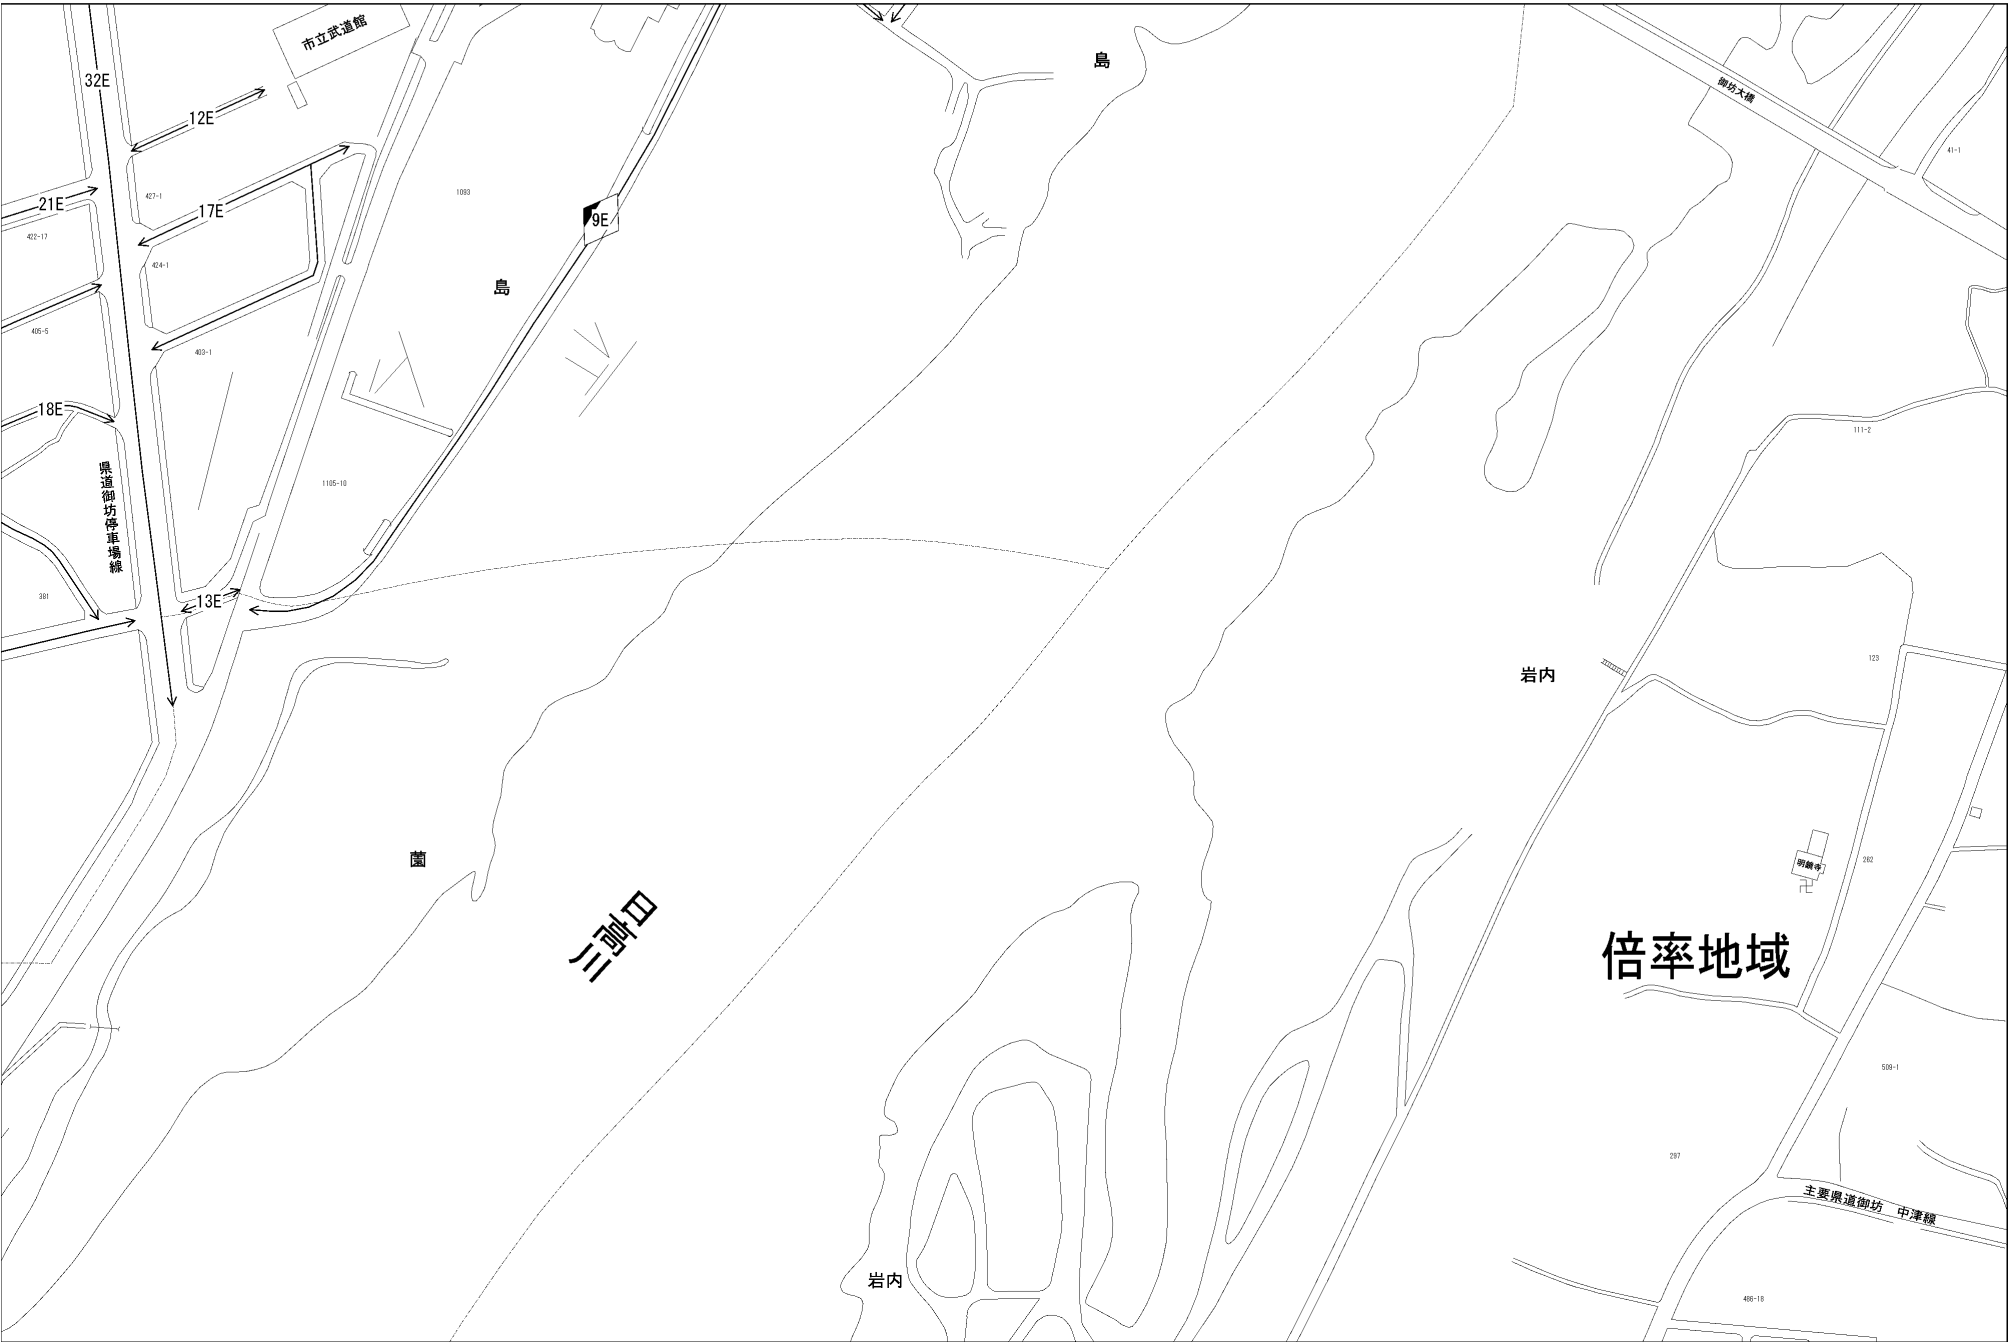 市立武道館
島
御坊大橋
32E
12E
41-1
427-1
1093
21E
17E
9E
422-17
424-1
島
405-5
403-1
18E
111-2
県道御坊停車場線
1105-10
381
13E
123
岩内
薗
明鏡寺
262
日高川
倍率地域
509-1
297
主要県道御坊 中津線
岩内
486-18